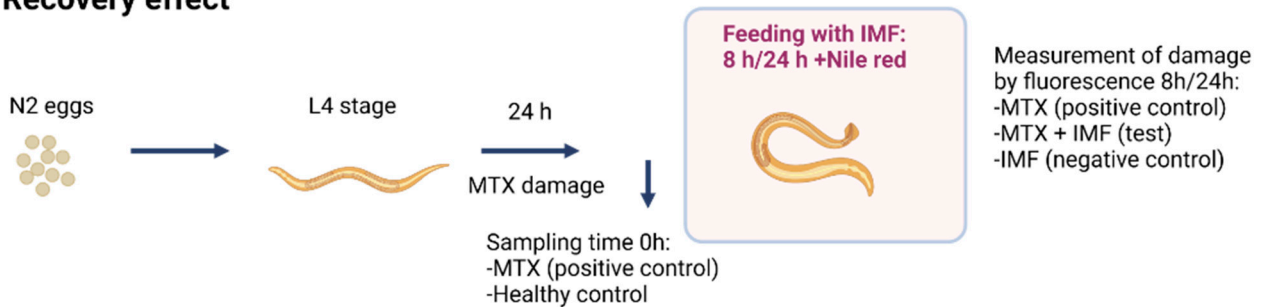 Recovery effect
N2 eggs
L4 stage
24 h
MTX damage
Sampling time 0h:
-MTX (positive control)
-Healthy control
Feeding with IMF:
8 h/24 h +Nile red
Measurement of damage
by fluorescence 8h/24h:
-MTX (positive control)
-MTX + IMF (test)
-IMF (negative control)